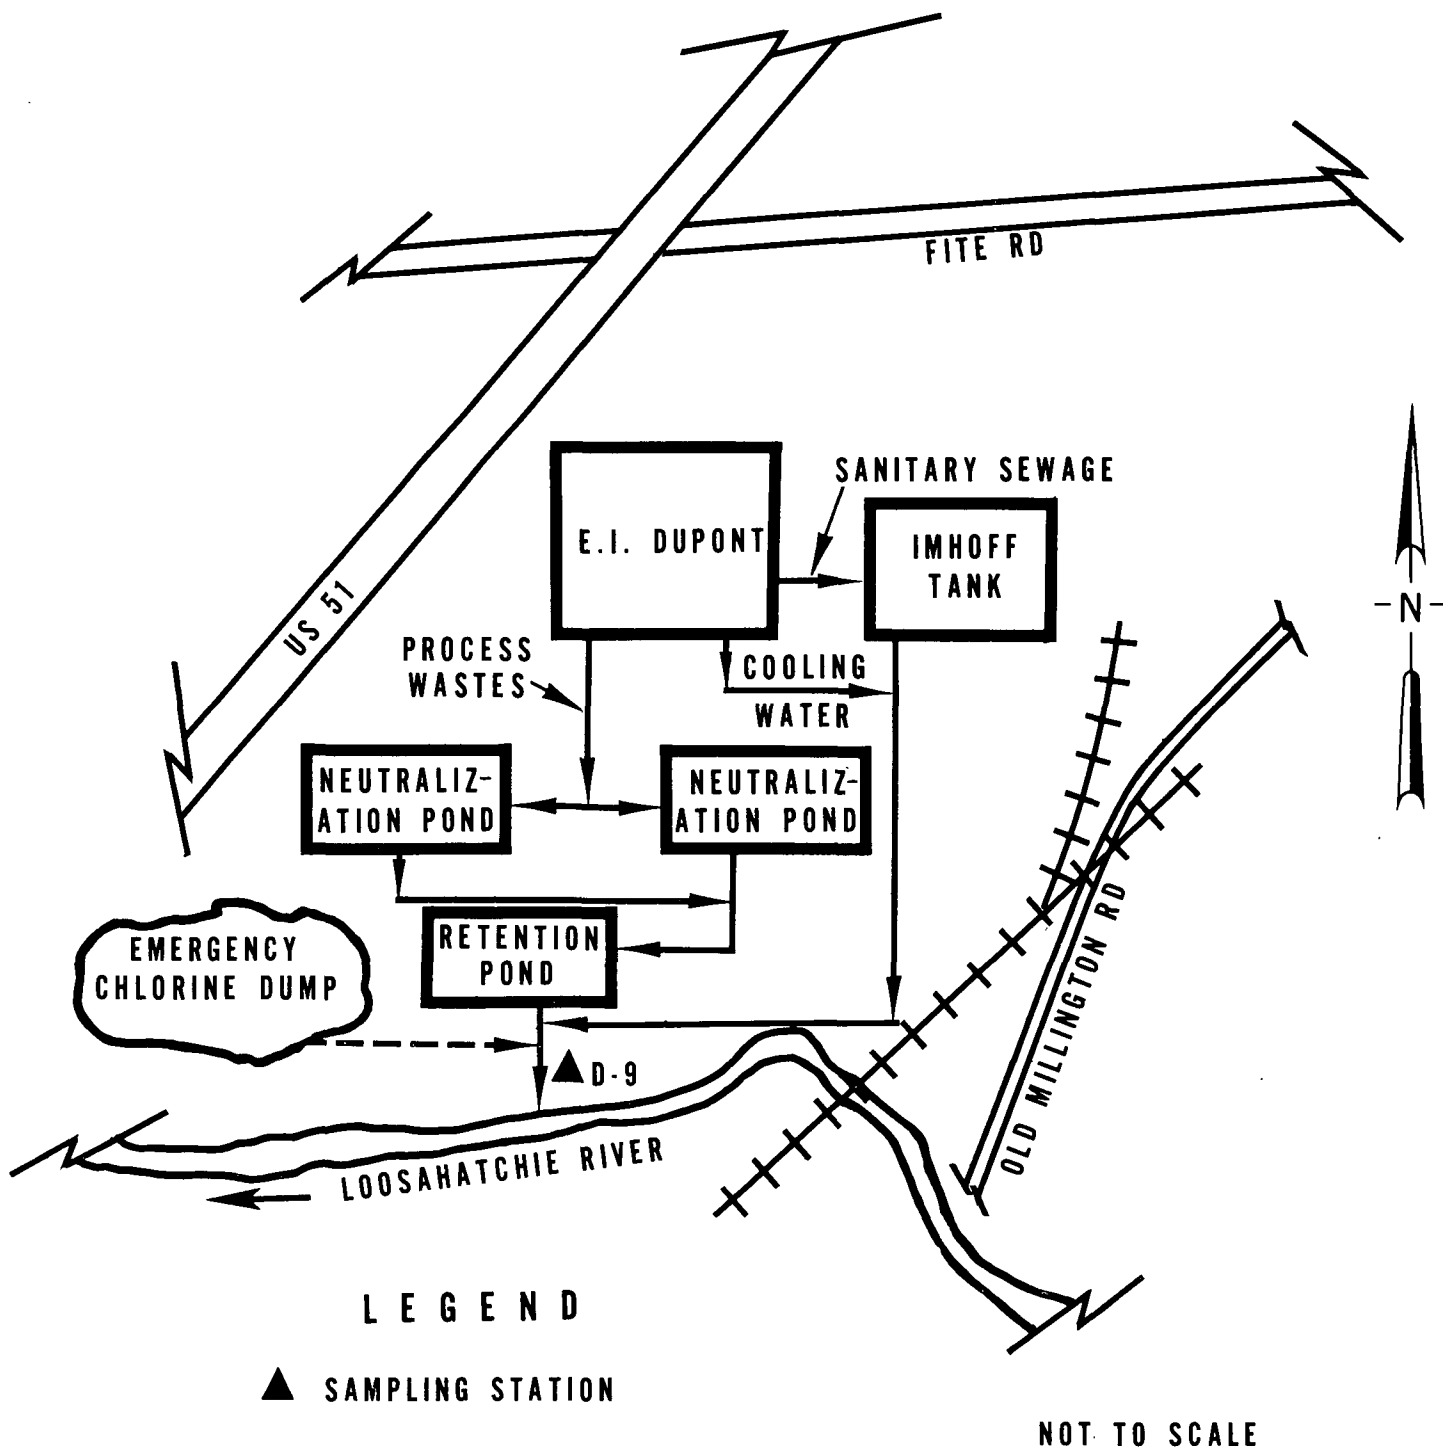 FITE RD
US 51
SANITARY SEWAGE
E.I. DUPONT
IMHOFF
TANK
-N-
PROCESS
WASTES
COOLING
WATER
NEUTRALIZ-
ATION POND
NEUTRALIZ-
ATION POND
EMERGENCY
CHLORINE DUMP
RETENTION
POND
OLD MILLINGTON RD
D-9
LOOSAHATCHIE RIVER
LEGEND
SAMPLING STATION
NOT TO SCALE